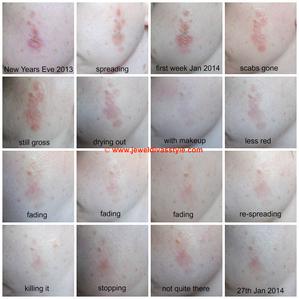 New Years Eve 2013
spreading
first week Jan 2014
scabs gone
still gross
drying out
with makeup
less red
© www.jeweldivasstyle.com
fading
fading
fading
re-spreading
killing it
stopping
not quite there
27th Jan 2014